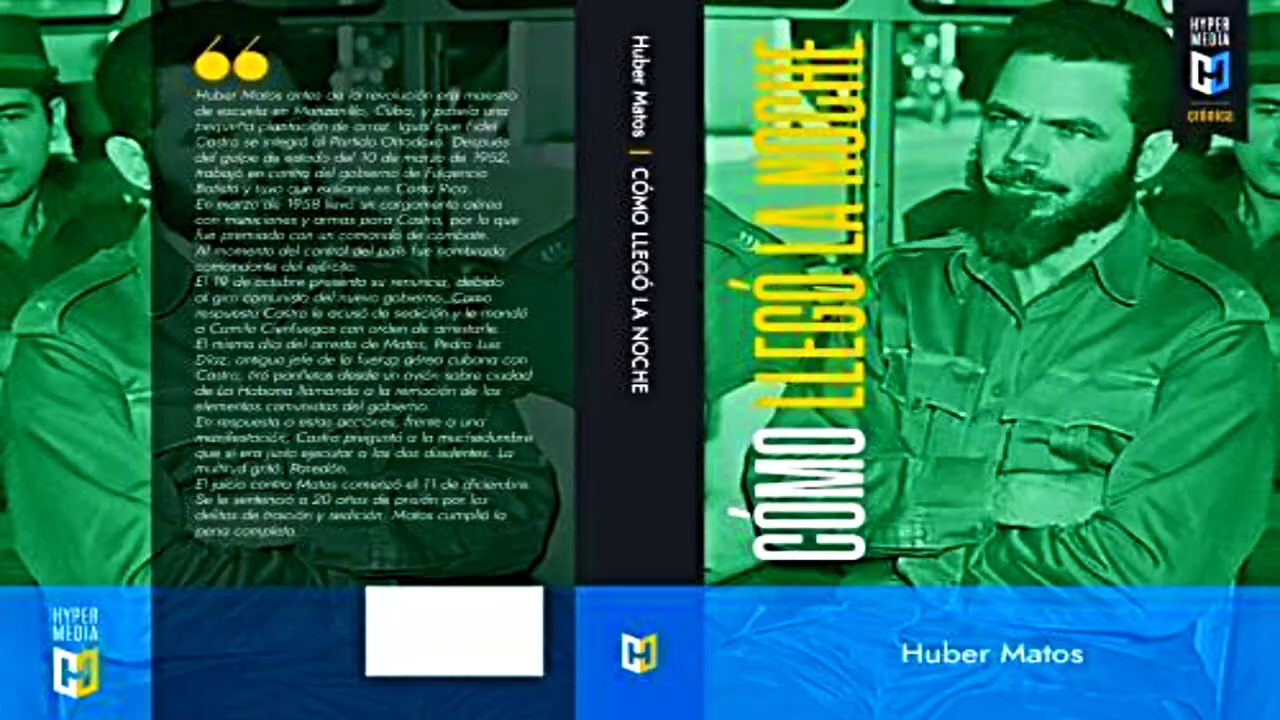 Huber Matos antes de la revolución era maestro
de escuela en Manzanillo, Cuba, y poseía una
pequeña plantación de arroz. Igual que Fidel
Castro se integró al Partido Ortodoxo. Después
del golpe de estado del 10 de marzo de 1952,
trabajó en contra del gobierno de Fulgencio
Batista y tuvo que exiliarse en Costa Rica.
En marzo de 1958 llevó un cargamento aéreo
con municiones y armas para Castro, por lo que
fue premiado con un comando de combate.
Al momento del control del país fue nombrado
comandante del ejército.
El 19 de octubre presenta su renuncia, debido
al giro comunista del nuevo gobierno. Como
respuesta Castro le acusó de sedición y le mandó
a Camilo Cienfuegos con orden de arrestarle.
El mismo día del arresto de Matos, Pedro Luis
Díaz, antiguo jefe de la fuerza aérea cubana con
Castro, tiró panfletos desde un avión sobre ciudad
de La Habana llamando a la remoción de los
elementos comunistas del gobierno.
En respuesta a estas acciones, frente a una
manifestación, Castro preguntó a la muchedumbre
que si era justo ejecutar a los dos disidentes. La
multitud gritó: Paredón.
El juicio contra Matos comenzó el 11 de diciembre.
Se le sentenció a 20 años de prisión por los
delitos de traición y sedición. Matos cumplió la
pena completa.
HYPER
MEDIA
Huber Matos | CÓMO LLEGÓ LA NOCHE
CÓMO LLEGÓ LA NOCHE
HYPER
MEDIA
crónica
Huber Matos